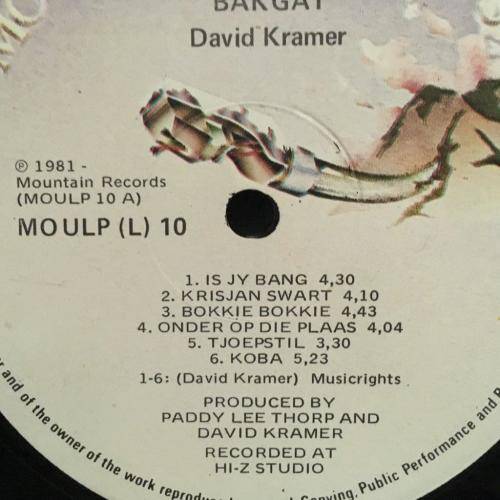 BAKGAT
David Kramer
℗ 1981 -
Mountain Records
(MOULP 10 A)
MOULP (L) 10
1. IS JY BANG 4,30
2. KRISJAN SWART 4,10
3. BOKKIE BOKKIE 4,43
4. ONDER OP DIE PLAAS 4,04
5. TJOEPSTIL 3,30
6. KOBA 5,23
1-6: (David Kramer) Musicrights
PRODUCED BY
PADDY LEE THORP AND
DAVID KRAMER
RECORDED AT
HI-Z STUDIO
and of the owner of the work reproduced
Copying, Public Performance and